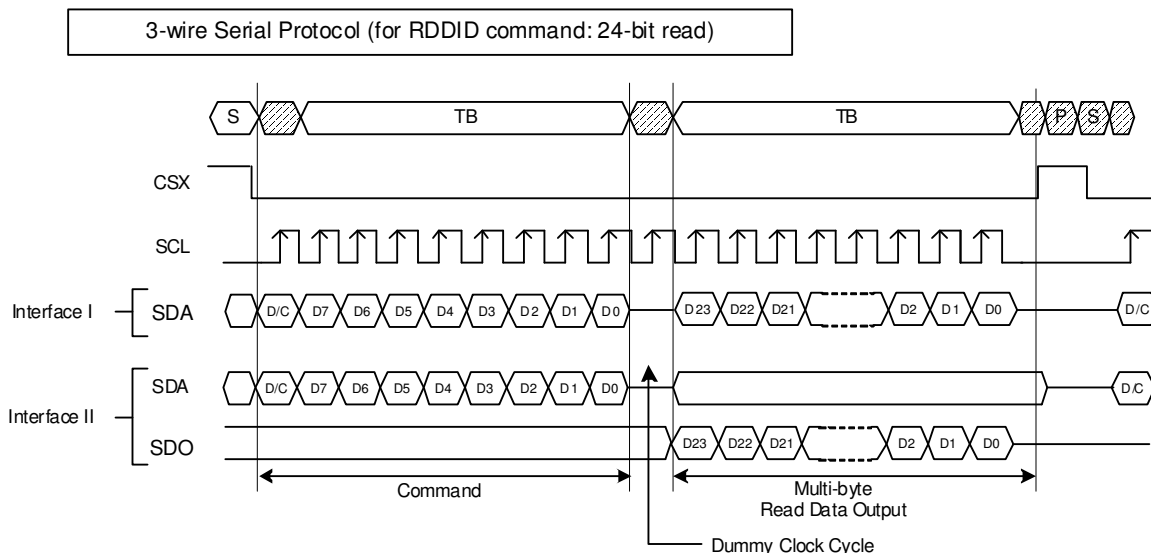 3-wire Serial Protocol (for RDDID command: 24-bit read)
S TB TB P S
CSX
SCL
Interface I SDA D/C D7 D6 D5 D4 D3 D2 D1 D0 D23 D22 D21 D2 D1 D0 D/C
SDA D/C D7 D6 D5 D4 D3 D2 D1 D0 D/C
Interface II
SDO D23 D22 D21 D2 D1 D0
Command Multi-byte
Read Data Output
Dummy Clock Cycle